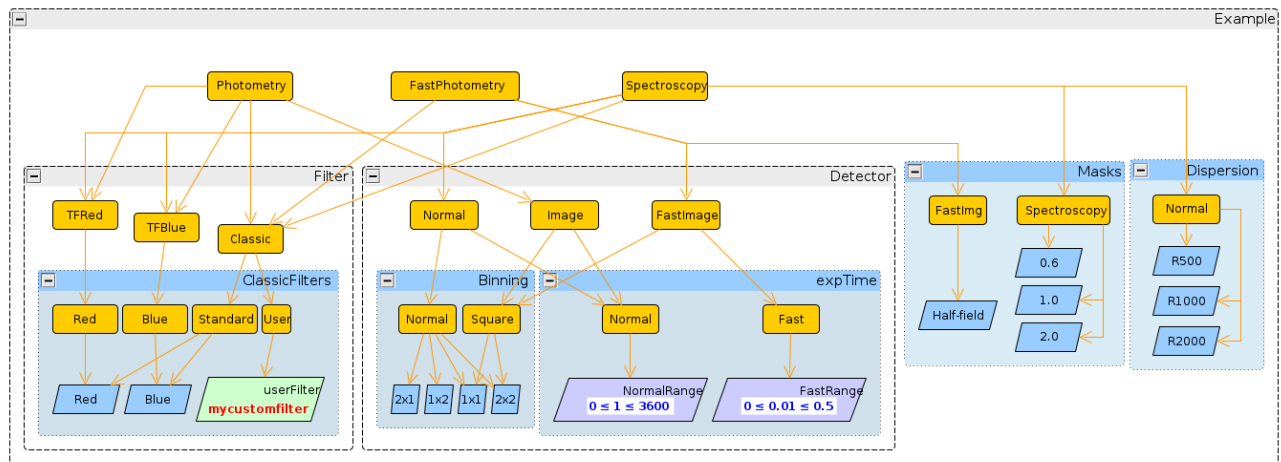 Example
Photometry
FastPhotometry
Spectroscopy
Filter
Detector
Masks
Dispersion
TFRed
TFBlue
Classic
Normal
Image
FastImage
FastImg
Spectroscopy
Normal
ClassicFilters
Binning
expTime
0.6
1.0
2.0
R500
R1000
R2000
Red
Blue
Standard
User
Normal
Square
Normal
Fast
Half-field
Red
Blue
userFilter
mycustomfilter
2x1
1x2
1x1
2x2
NormalRange
0 ≤ 1 ≤ 3600
FastRange
0 ≤ 0.01 ≤ 0.5